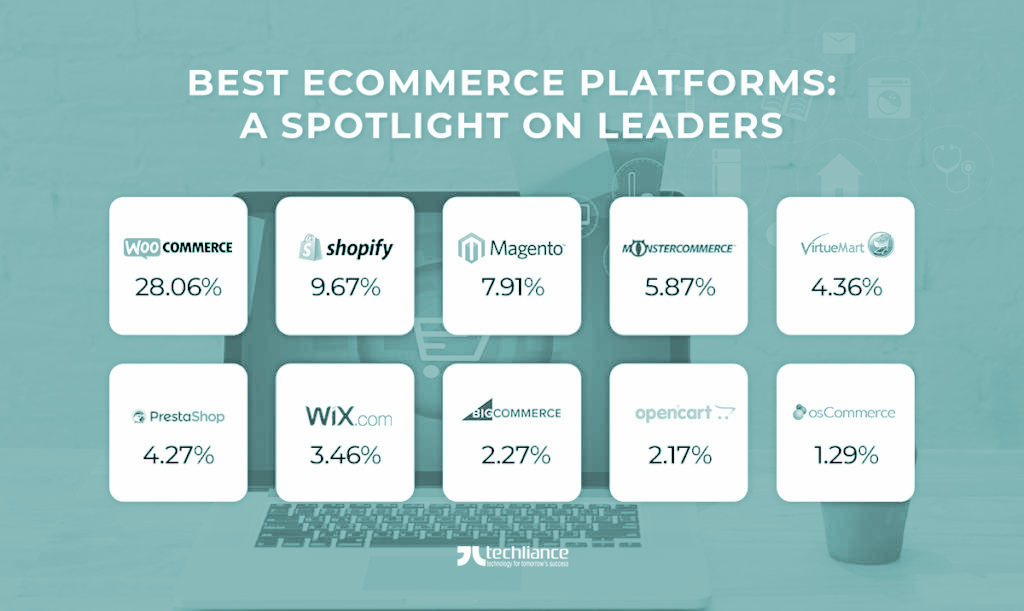 BEST ECOMMERCE PLATFORMS:
A SPOTLIGHT ON LEADERS
WOO COMMERCE
28.06%
shopify
9.67%
Magento™
7.91%
MONSTERCOMMERCE
5.87%
VirtueMart
4.36%
PrestaShop
4.27%
WiX.com
3.46%
BIGCOMMERCE
2.27%
opencart
2.17%
osCommerce
1.29%
techliance
technology for tomorrow's success